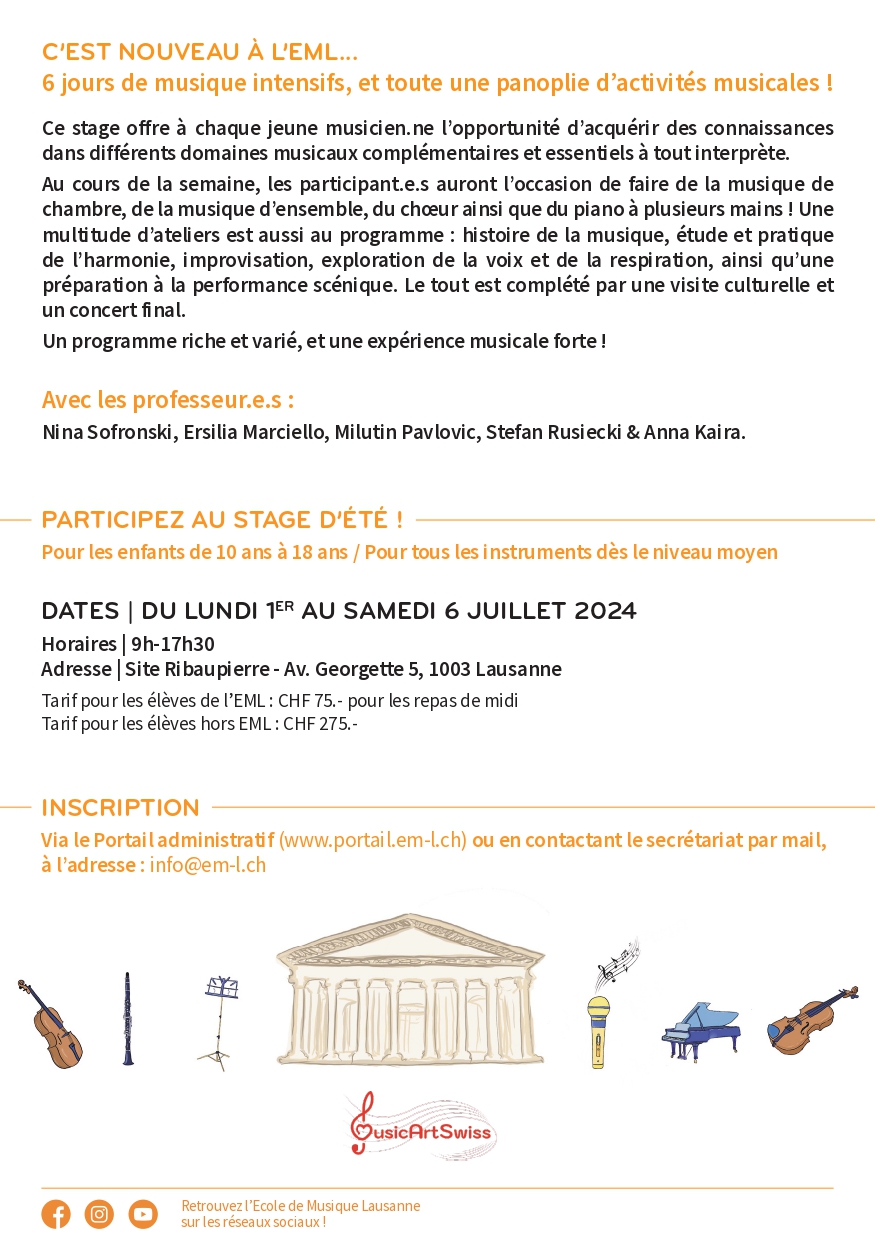 C'EST NOUVEAU À L'EML...
6 jours de musique intensifs, et toute une panoplie d'activités musicales !
Ce stage offre à chaque jeune musicien.ne l'opportunité d'acquérir des connaissances
dans différents domaines musicaux complémentaires et essentiels à tout interprète.
Au cours de la semaine, les participant.e.s auront l'occasion de faire de la musique de
chambre, de la musique d'ensemble, du chœur ainsi que du piano à plusieurs mains ! Une
multitude d'ateliers est aussi au programme : histoire de la musique, étude et pratique
de l'harmonie, improvisation, exploration de la voix et de la respiration, ainsi qu'une
préparation à la performance scénique. Le tout est complété par une visite culturelle et
un concert final.
Un programme riche et varié, et une expérience musicale forte !
Avec les professeur.e.s :
Nina Sofronski, Ersilia Marciello, Milutin Pavlovic, Stefan Rusiecki & Anna Kaira.
PARTICIPEZ AU STAGE D'ÉTÉ !
Pour les enfants de 10 ans à 18 ans / Pour tous les instruments dès le niveau moyen
DATES | DU LUNDI 1ER AU SAMEDI 6 JUILLET 2024
Horaires | 9h-17h30
Adresse | Site Ribaupierre - Av. Georgette 5, 1003 Lausanne
Tarif pour les élèves de l'EML : CHF 75.- pour les repas de midi
Tarif pour les élèves hors EML : CHF 275.-
INSCRIPTION
Via le Portail administratif (www.portail.em-l.ch) ou en contactant le secrétariat par mail,
à l'adresse : info@em-l.ch
MusicArtSwiss
Retrouvez l'Ecole de Musique Lausanne
sur les réseaux sociaux !